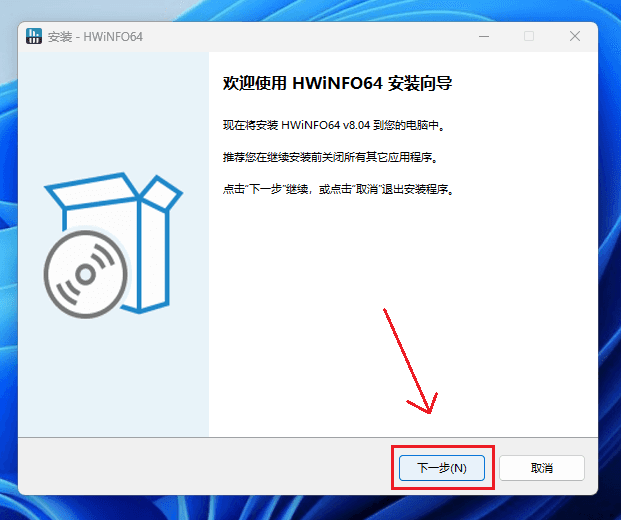 安装 - HWiNFO64
欢迎使用 HWiNFO64 安装向导
现在将安装 HWiNFO64 v8.04 到您的电脑中。
推荐您在继续安装前关闭所有其它应用程序。
点击“下一步”继续，或点击“取消”退出安装程序。
下一步(N)
取消